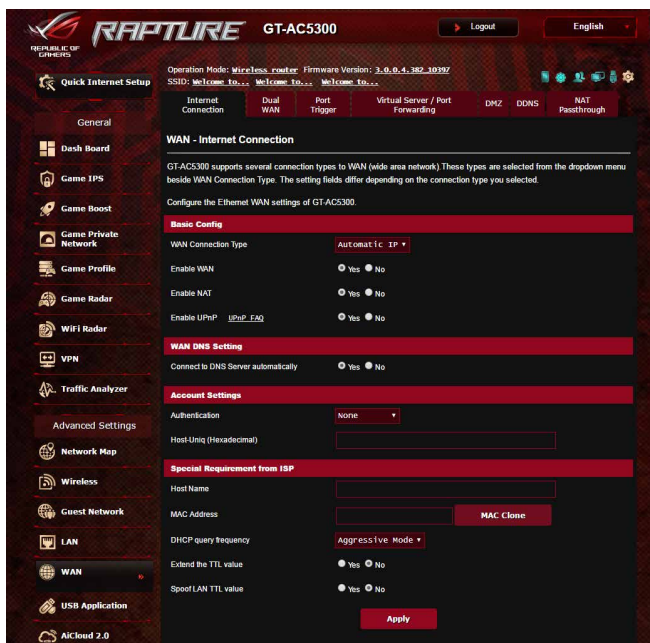 REPUBLIC OF
GAMERS
RAPTURE
GT-AC5300
Logout
English
Quick Internet Setup
Operation Mode: Wireless router Firmware Version: 3.0.0.4.382_10397
SSID: Welcome to... Welcome to... Welcome to...
Internet
Connection
Dual
WAN
Port
Trigger
Virtual Server / Port
Forwarding
DMZ
DDNS
NAT
Passthrough
General
Dash Board
Game IPS
Game Boost
Game Private
Network
Game Profile
Game Radar
WiFi Radar
VPN
Traffic Analyzer
Advanced Settings
Network Map
Wireless
Guest Network
LAN
WAN
USB Application
AiCloud 2.0
WAN - Internet Connection
GT-AC5300 supports several connection types to WAN (wide area network).These types are selected from the dropdown menu
beside WAN Connection Type. The setting fields differ depending on the connection type you selected.
Configure the Ethernet WAN settings of GT-AC5300.
Basic Config
WAN Connection Type Automatic IP
Enable WAN Yes No
Enable NAT Yes No
Enable UPnP UPnP FAQ Yes No
WAN DNS Setting
Connect to DNS Server automatically Yes No
Account Settings
Authentication None
Host-Uniq (Hexadecimal)
Special Requirement from ISP
Host Name
MAC Address MAC Clone
DHCP query frequency Aggressive Mode
Extend the TTL value Yes No
Spoof LAN TTL value Yes No
Apply